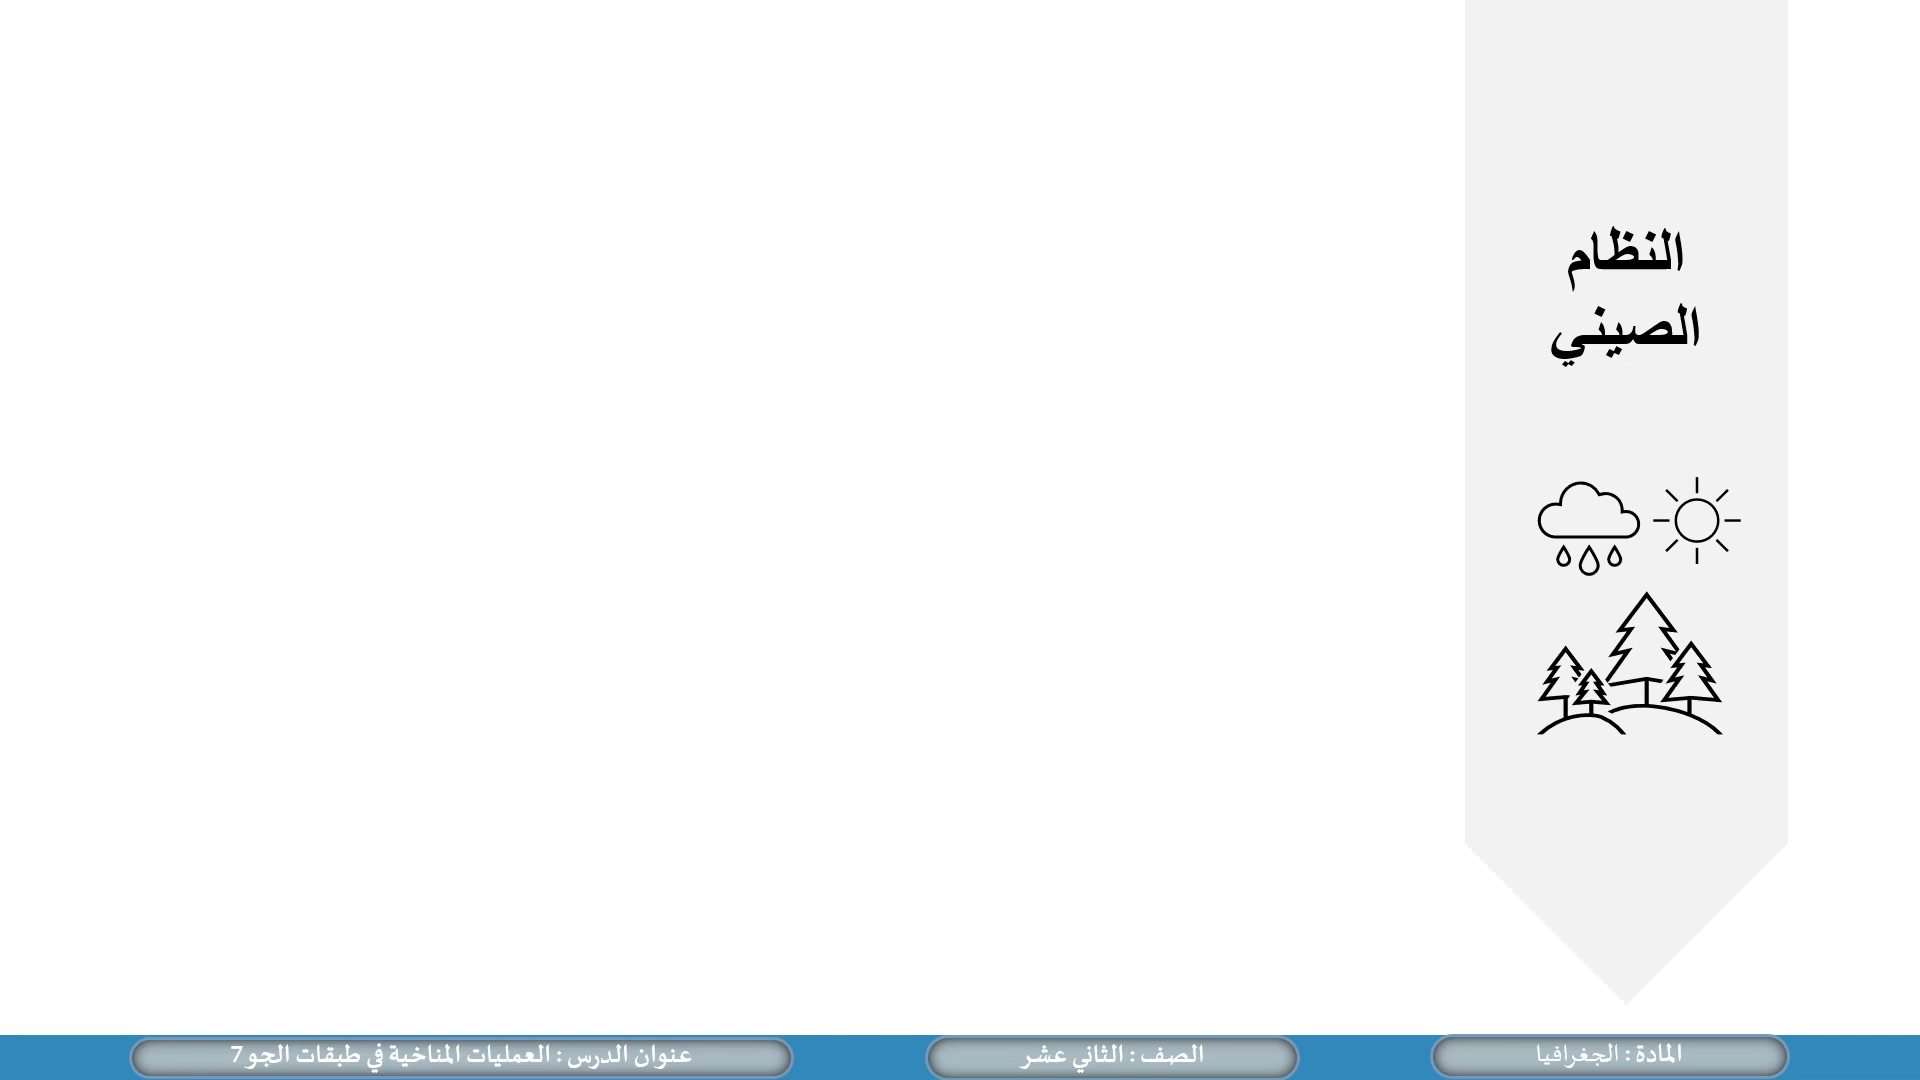 النظام
الصيني
المادة : الجغرافيا
الصف : الثاني عشر
عنوان الدرس : العمليات المناخية في طبقات الجو 7